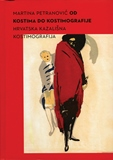 MARTINA PETRANOVIĆ OD
KOSTIMA DO KOSTIMOGRAFIJE
HRVATSKA KAZALIŠNA
KOSTIMOGRAFIJA